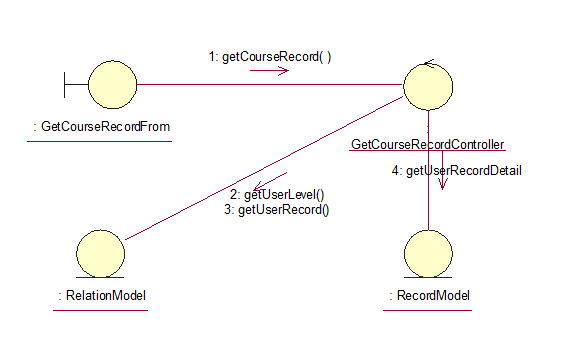 1: getCourseRecord( )
: GetCourseRecordFrom
GetCourseRecordController
4: getUserRecordDetail
2: getUserLevel()
3: getUserRecord()
: RelationModel
: RecordModel